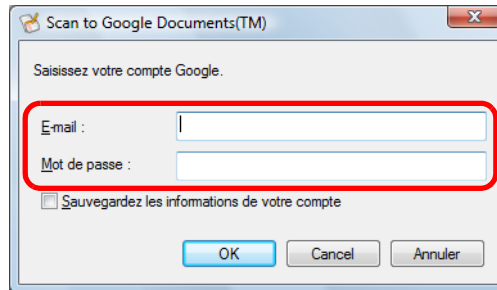 Scan to Google Documents(TM)
Saisissez votre compte Google.
E-mail :
Mot de passe :
Sauvegardez les informations de votre compte
OK Cancel Annuler